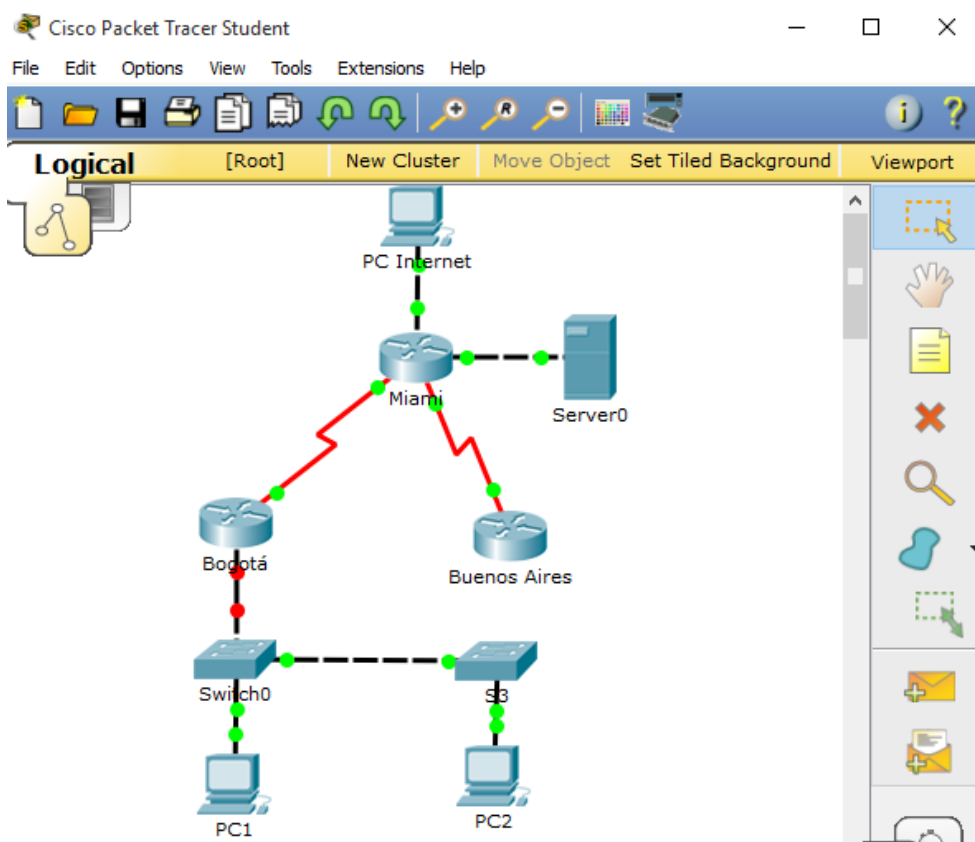 Cisco Packet Tracer Student
File Edit Options View Tools Extensions Help
Logical [Root] New Cluster Move Object Set Tiled Background Viewport
PC Internet
Miami
Server0
Bogotá
Buenos Aires
Switch0
S3
PC1
PC2